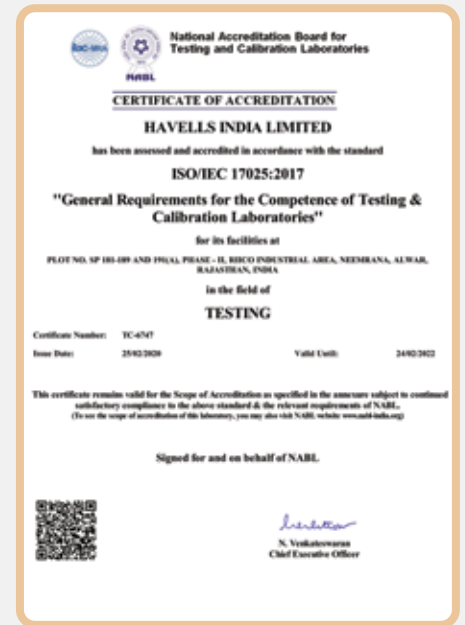 National Accreditation Board for
Testing and Calibration Laboratories
NABL
CERTIFICATE OF ACCREDITATION
HAVELLS INDIA LIMITED
has been assessed and accredited in accordance with the standard
ISO/IEC 17025:2017
"General Requirements for the Competence of Testing &
Calibration Laboratories"
for its facilities at
PLOT NO. SP 181-189 AND 191(A), PHASE - II, RIICO INDUSTRIAL AREA, NEEMRANA, ALWAR,
RAJASTHAN, INDIA
in the field of
TESTING
Certificate Number: TC-6747
Issue Date: 25/02/2020 Valid Until: 24/02/2022
This certificate remains valid for the Scope of Accreditation as specified in the annexure subject to continued
satisfactory compliance to the above standard & the relevant requirements of NABL.
(To see the scope of accreditation of this laboratory, you may also visit NABL website www.nabl-india.org)
Signed for and on behalf of NABL
N. Venkateswaran
Chief Executive Officer